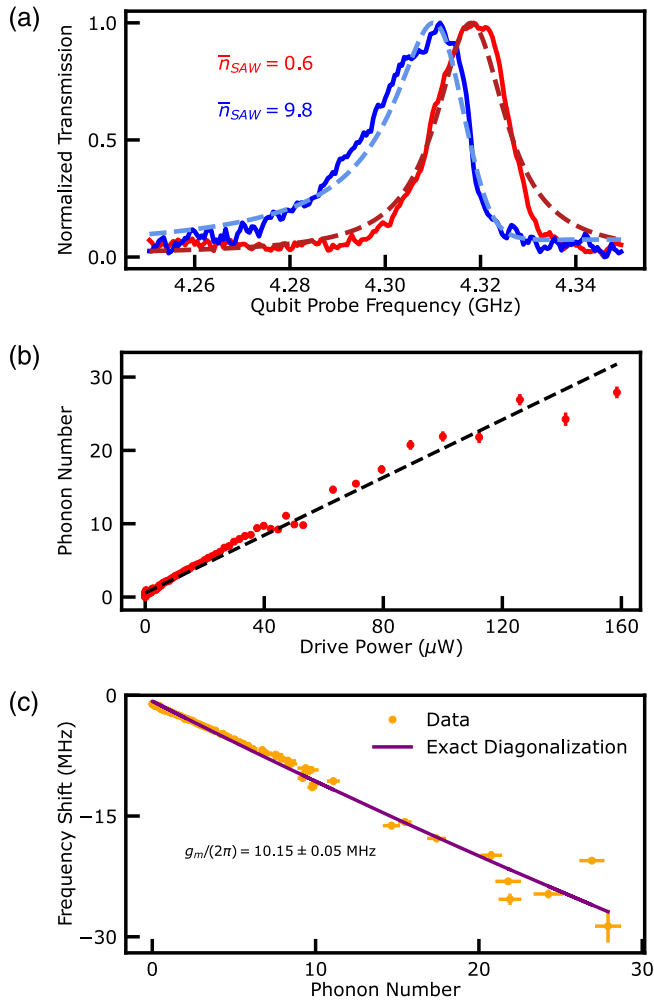 (a)
1.0
0.5
0.0
Normalized Transmission
n̅_SAW = 0.6
n̅_SAW = 9.8
4.26 4.28 4.30 4.32 4.34
Qubit Probe Frequency (GHz)
(b)
30
20
10
0
Phonon Number
0 40 80 120 160
Drive Power (μW)
(c)
0
−15
−30
Frequency Shift (MHz)
Data
Exact Diagonalization
g_m/(2π) = 10.15 ± 0.05 MHz
0 10 20 30
Phonon Number